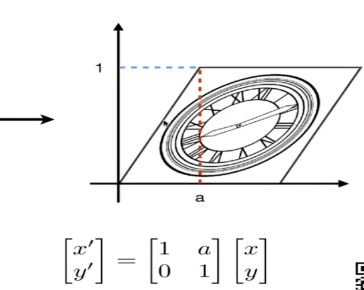 1
a
[x′ y′] = [1 a 0 1] [x y]